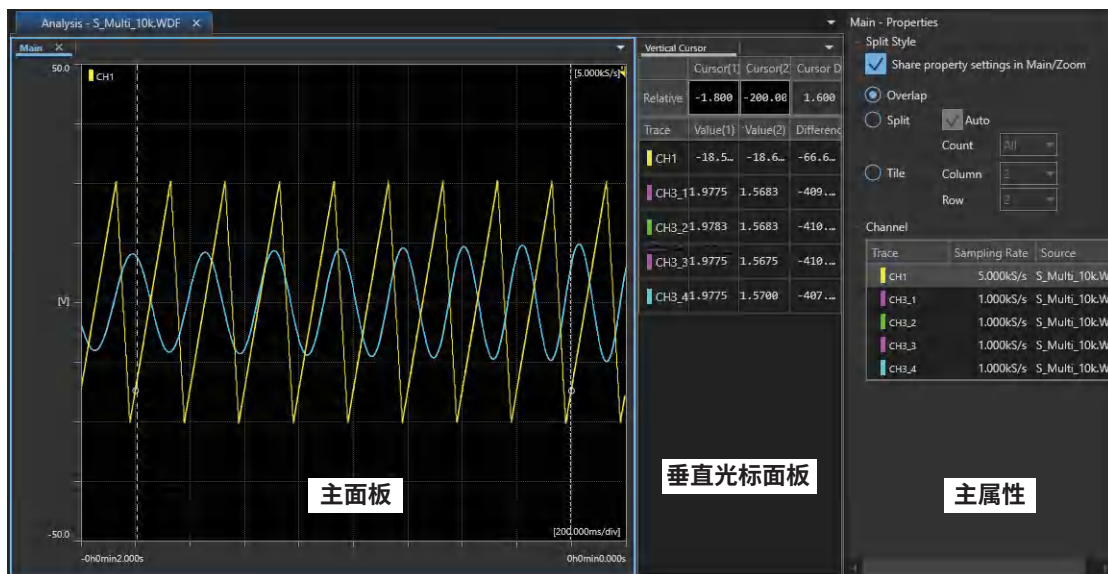 Analysis - S_Multi_10k.WDF ×
Main ×
50.0
CH1
[5.000kS/s]
[V]
-50.0
[200.000ms/div]
-0h0min2.000s
0h0min0.000s
主面板
Vertical Cursor
Cursor(1) Cursor(2 Cursor D
Relative -1.800 -200.00 1.600
Trace Value(1) Value(2) Differenc
CH1 -18.5… -18.6… -66.6…
CH3_1 1.9775 1.5683 -409.…
CH3_2 1.9783 1.5683 -410.…
CH3_3 1.9775 1.5675 -410.…
CH3_4 1.9775 1.5700 -407.…
垂直光标面板
Main - Properties
Split Style
Share property settings in Main/Zoom
Overlap
Split Auto
Count All
Tile Column 2
Row 2
Channel
Trace Sampling Rate Source
CH1 5.000kS/s S_Multi_10k.W
CH3_1 1.000kS/s S_Multi_10k.W
CH3_2 1.000kS/s S_Multi_10k.W
CH3_3 1.000kS/s S_Multi_10k.W
CH3_4 1.000kS/s S_Multi_10k.W
主属性